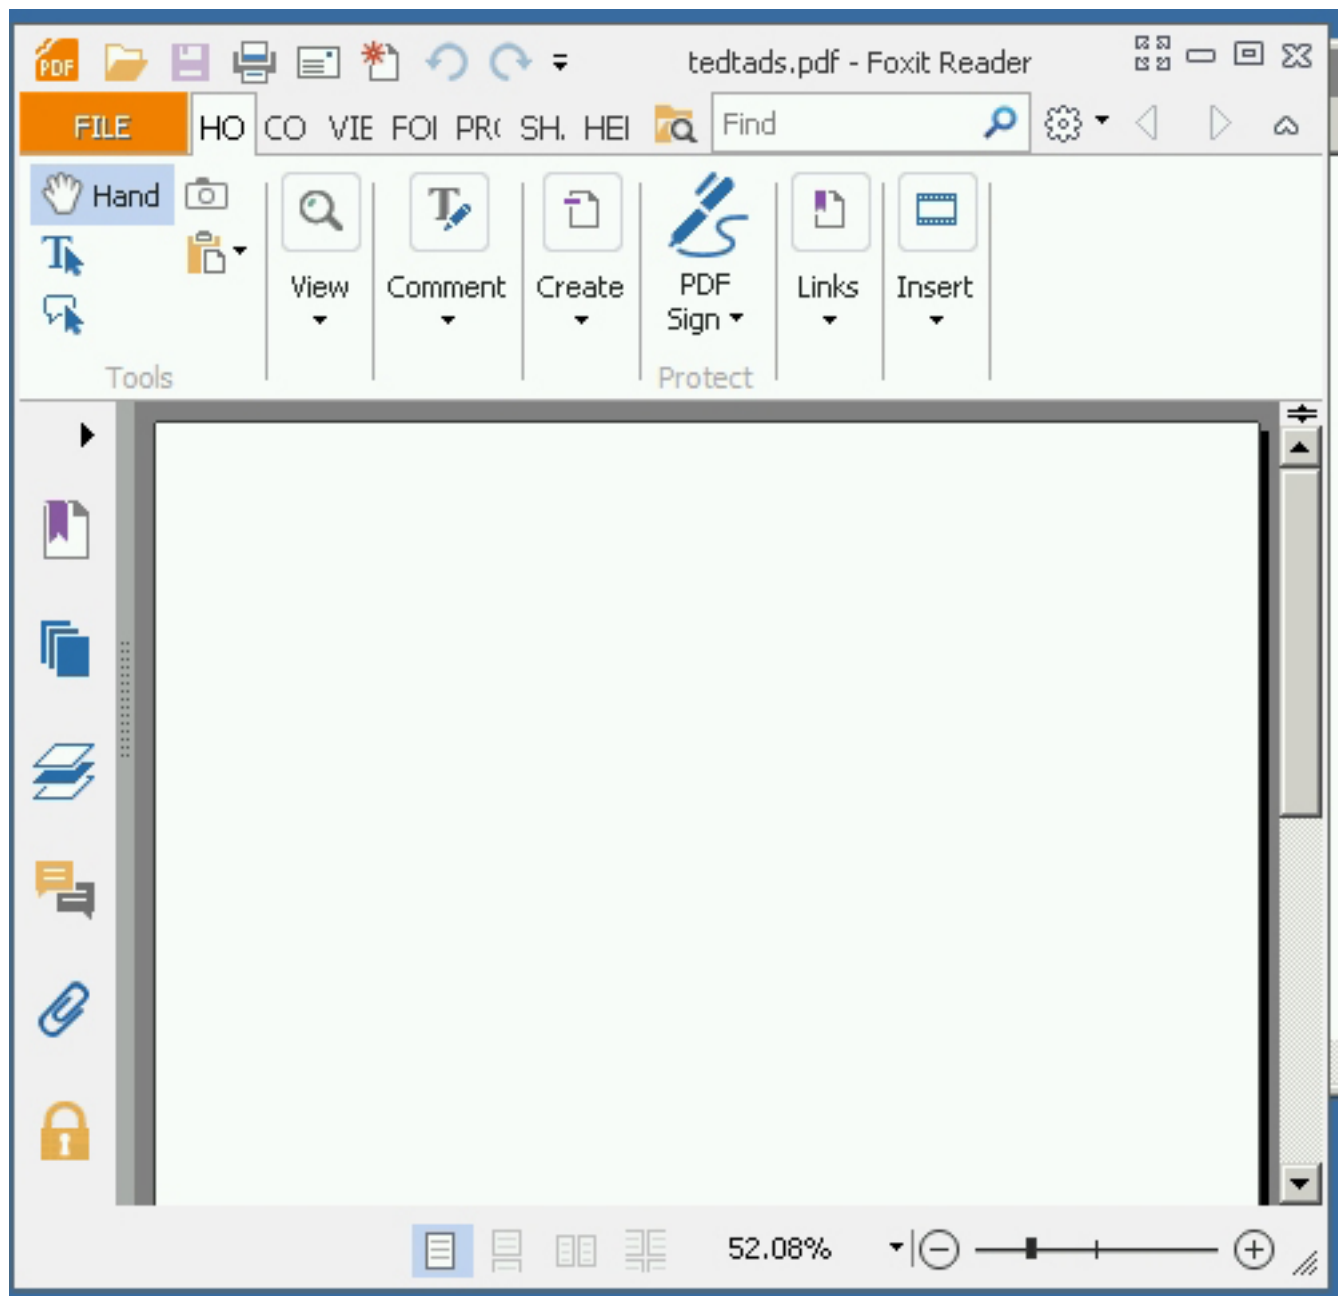 PDF
tedtads.pdf - Foxit Reader
FILE HO CO VIE FOI PR( SH. HEI Find
Hand
View Comment Create PDF Sign Links Insert
Tools Protect
52.08%